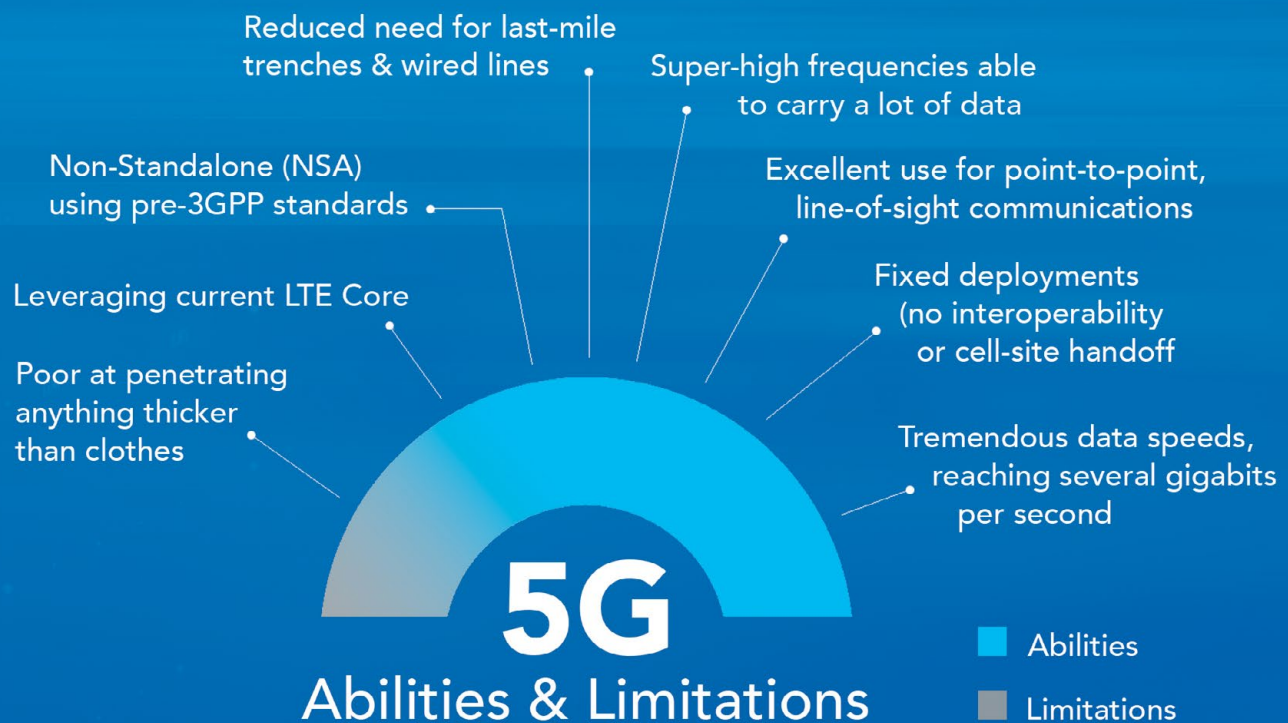 Reduced need for last-mile
trenches & wired lines
Super-high frequencies able
to carry a lot of data
Non-Standalone (NSA)
using pre-3GPP standards
Excellent use for point-to-point,
line-of-sight communications
Leveraging current LTE Core
Fixed deployments
(no interoperability
or cell-site handoff
Poor at penetrating
anything thicker
than clothes
Tremendous data speeds,
reaching several gigabits
per second
5G
Abilities & Limitations
Abilities
Limitations